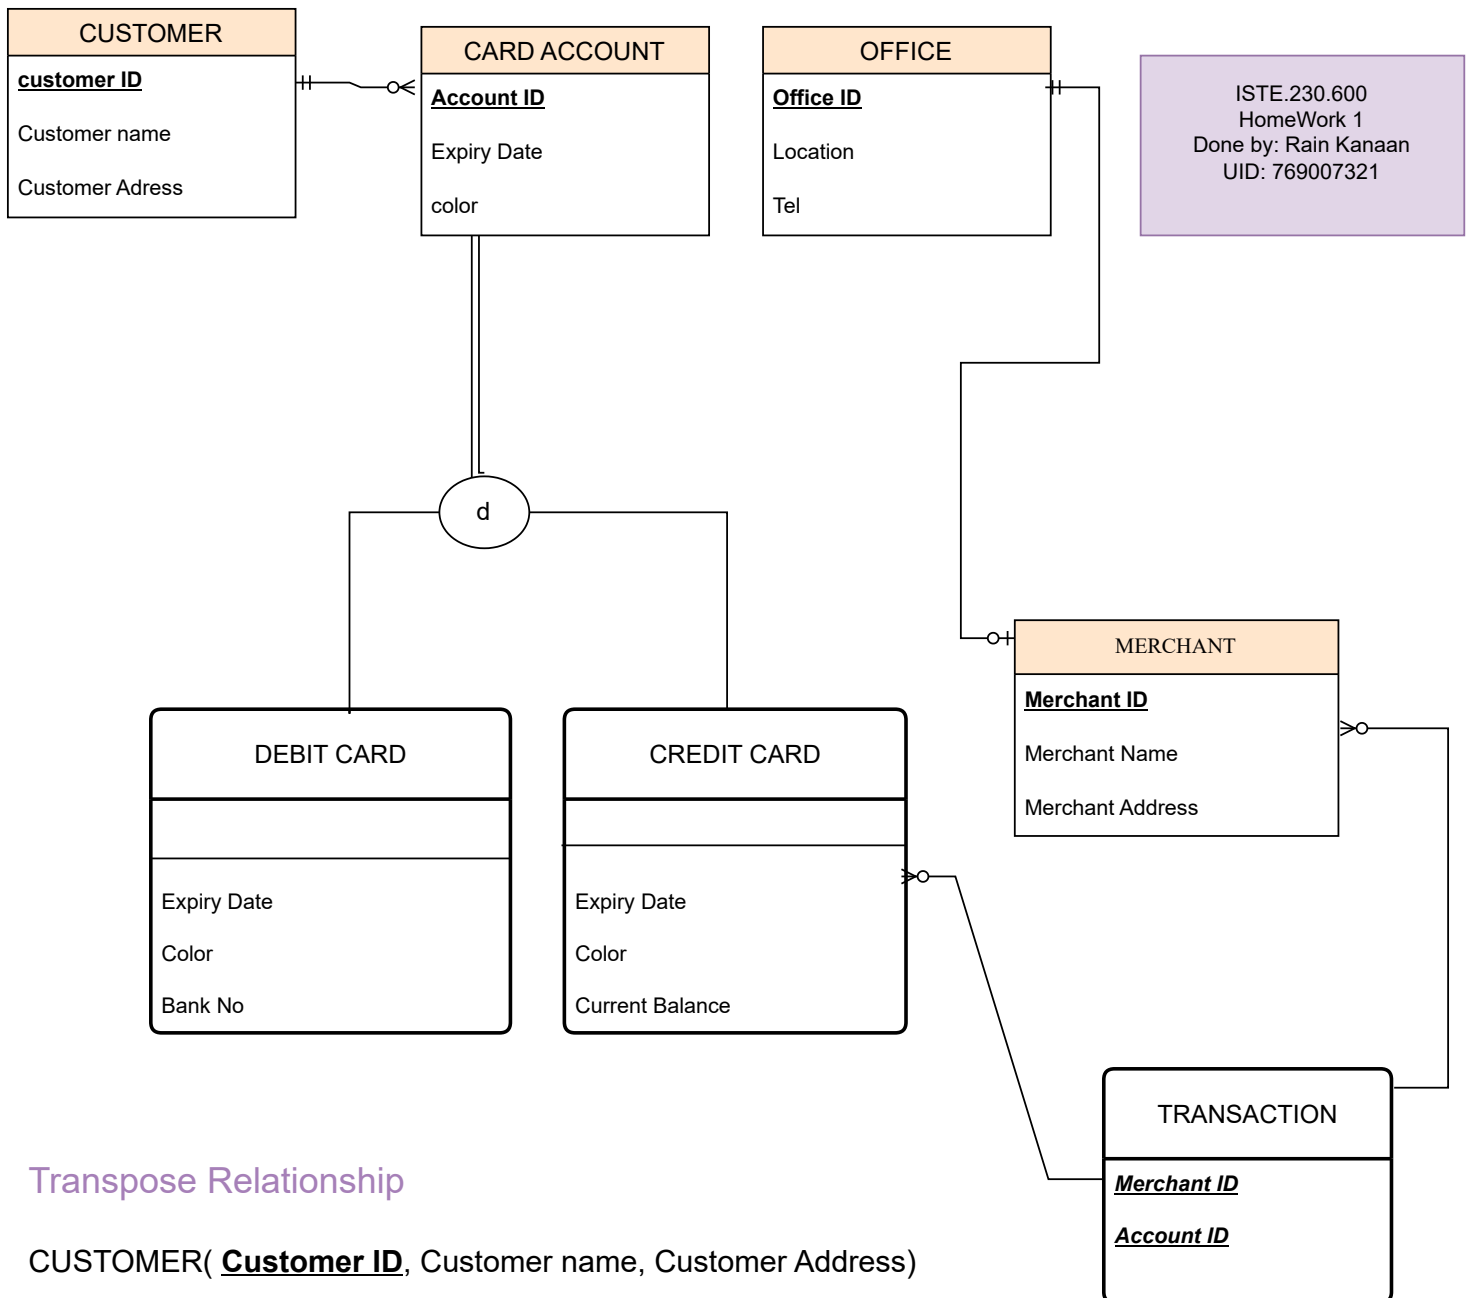 CUSTOMER
customer ID
Customer name
Customer Adress
CARD ACCOUNT
Account ID
Expiry Date
color
OFFICE
Office ID
Location
Tel
ISTE.230.600
HomeWork 1
Done by: Rain Kanaan
UID: 769007321
d
MERCHANT
Merchant ID
Merchant Name
Merchant Address
DEBIT CARD
Expiry Date
Color
Bank No
CREDIT CARD
Expiry Date
Color
Current Balance
TRANSACTION
Merchant ID
Account ID
Transpose Relationship
CUSTOMER( Customer ID, Customer name, Customer Address)